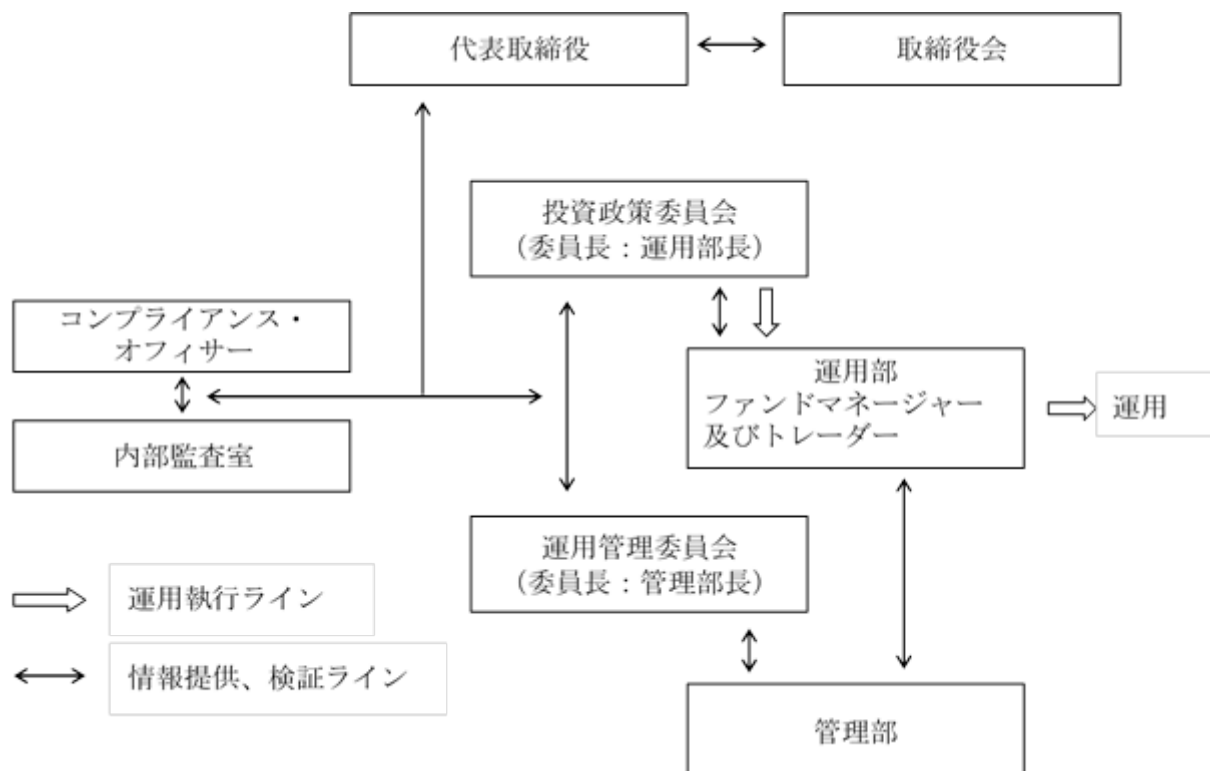 代表取締役
取締役会
投資政策委員会
（委員長：運用部長）
コンプライアンス・
オフィサー
内部監査室
運用部
ファンドマネージャー
及びトレーダー
運用
運用管理委員会
（委員長：管理部長）
運用執行ライン
情報提供、検証ライン
管理部